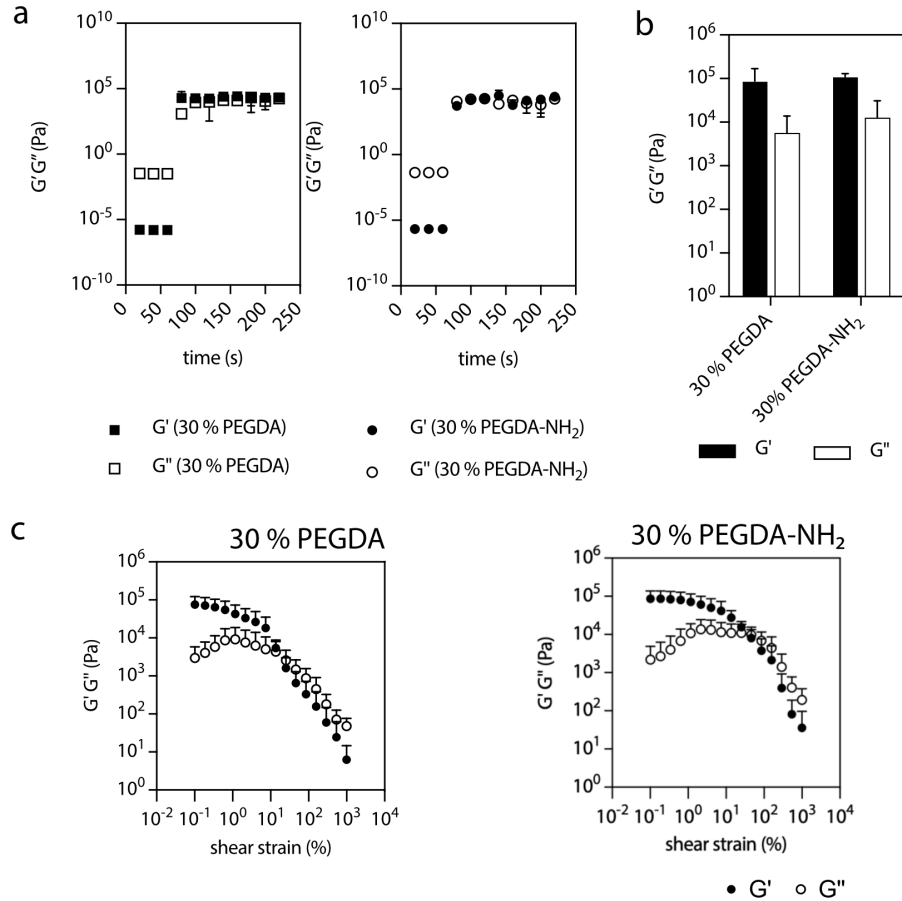 a
10^10
10^5
10^0
10^-5
10^-10
G' G" (Pa)
0
50
100
150
200
250
time (s)
10^10
10^5
10^0
10^-5
10^-10
G' G" (Pa)
0
50
100
150
200
250
time (s)
G' (30 % PEGDA)
G" (30 % PEGDA)
G' (30 % PEGDA-NH₂)
G" (30 % PEGDA-NH₂)
b
10^6
10^5
10^4
10^3
10^2
10^1
10^0
G' G" (Pa)
30 % PEGDA
30% PEGDA-NH₂
G' G"
c
30 % PEGDA
10^6
10^5
10^4
10^3
10^2
10^1
10^0
G' G" (Pa)
10^-2 10^-1 10^0 10^1 10^2 10^3 10^4
shear strain (%)
30 % PEGDA-NH₂
10^6
10^5
10^4
10^3
10^2
10^1
10^0
G' G" (Pa)
10^-2 10^-1 10^0 10^1 10^2 10^3 10^4
shear strain (%)
G' G"